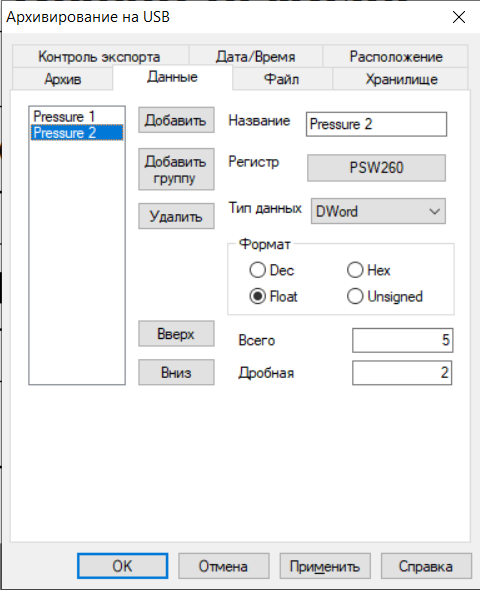 Архивирование на USB
Контроль экспорта
Дата/Время
Расположение
Архив
Данные
Файл
Хранилище
Pressure 1
Pressure 2
Добавить
Добавить
группу
Удалить
Вверх
Вниз
Название
Pressure 2
Регистр
PSW260
Тип данных
DWord
Формат
Dec
Hex
Float
Unsigned
Всего
5
Дробная
2
OK
Отмена
Применить
Справка